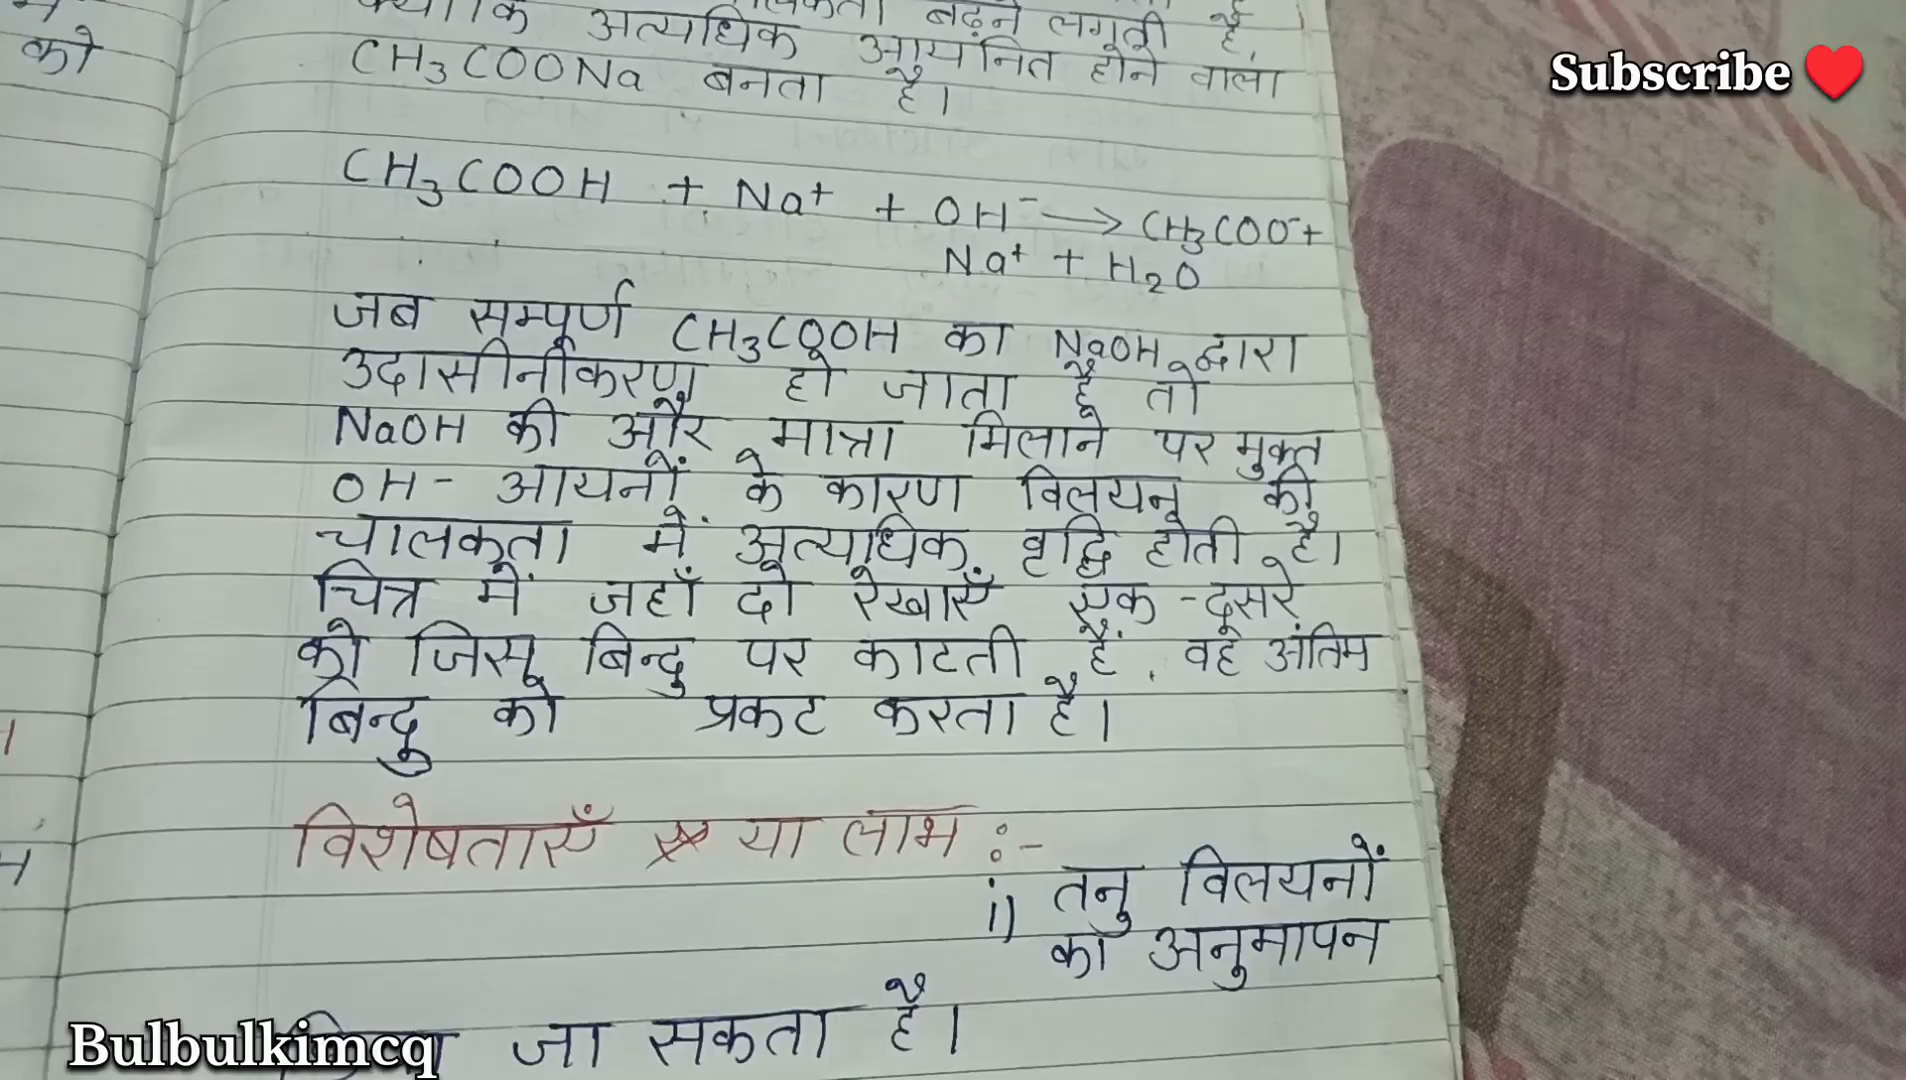 को
क्योंकि अत्यधिक आयनित होने वाला
बढ़ने लगती है,
CH₃COONa बनता है।
CH₃COOH + Na⁺ + OH⁻ ⟶ CH₃COO⁻ +
Na⁺ + H₂O
जब सम्पूर्ण CH₃COOH का NaOH द्वारा
उदासीनीकरण हो जाता है तो
NaOH की और मात्रा मिलाने पर मुक्त
OH- आयनों के कारण विलयन की
चालकता में अत्यधिक वृद्धि होती है।
चित्र में जहाँ दो रेखाएँ एक-दूसरे
को जिस बिन्दु पर काटती हैं, वह अंतिम
बिन्दु को प्रकट करता है।
विशेषताएँ या लाभ :-
i) तनु विलयनों
का अनुमापन
जा सकता है।
Subscribe
Bulbulkimcq